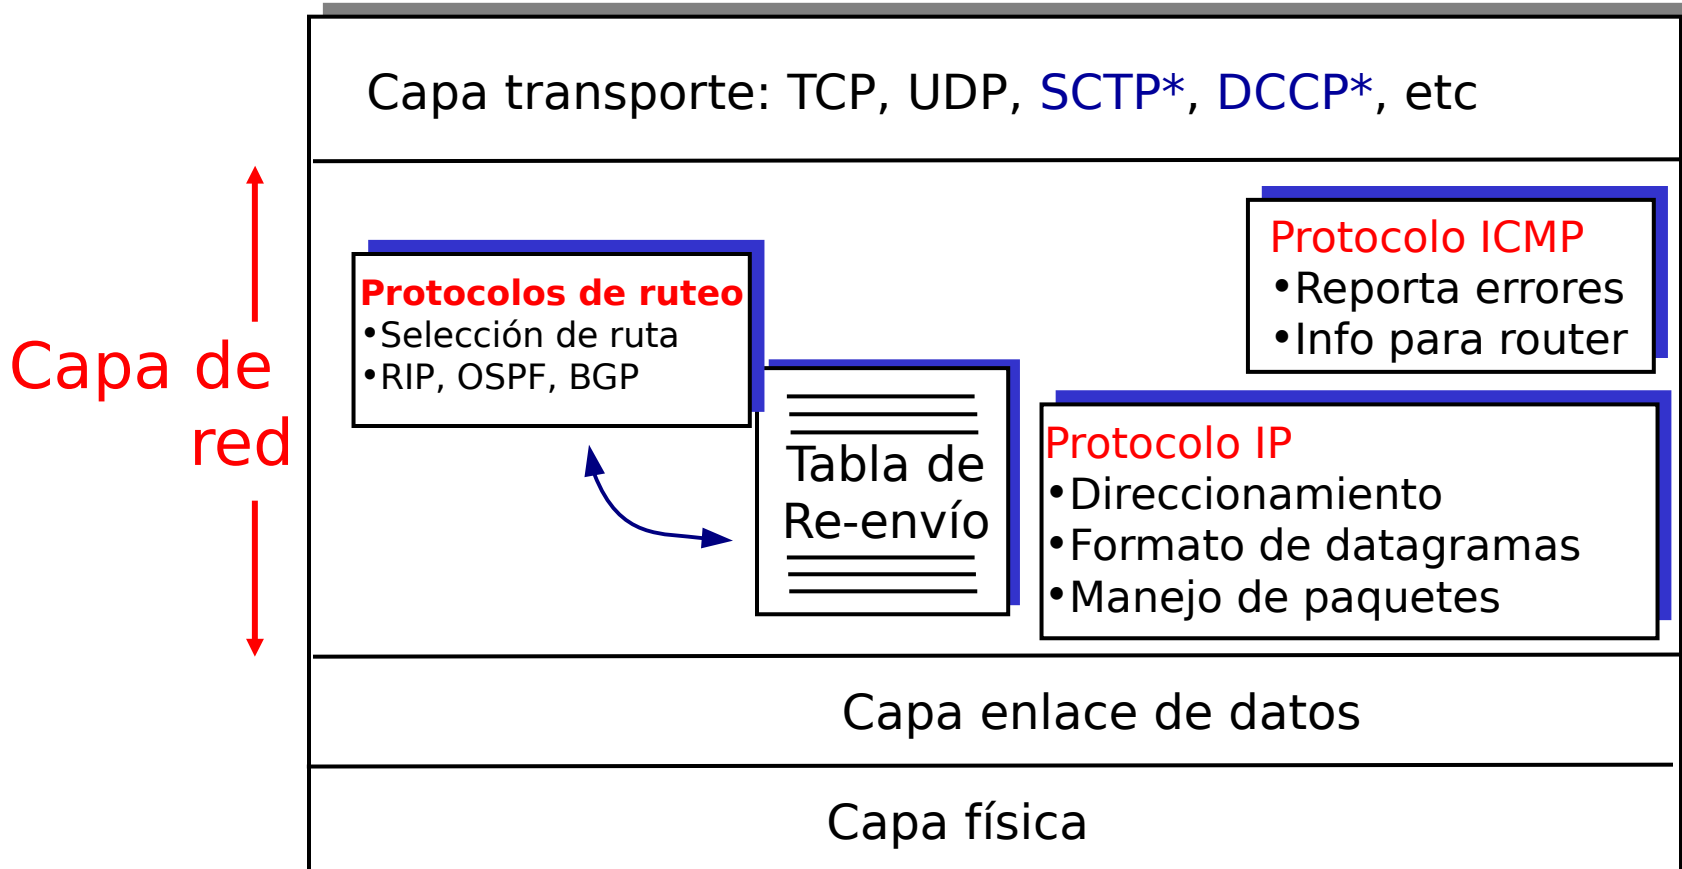 Capa transporte: TCP, UDP, SCTP*, DCCP*, etc
Capa de
red
Protocolos de ruteo
•Selección de ruta
•RIP, OSPF, BGP
Tabla de
Re-envío
Protocolo ICMP
•Reporta errores
•Info para router
Protocolo IP
•Direccionamiento
•Formato de datagramas
•Manejo de paquetes
Capa enlace de datos
Capa física